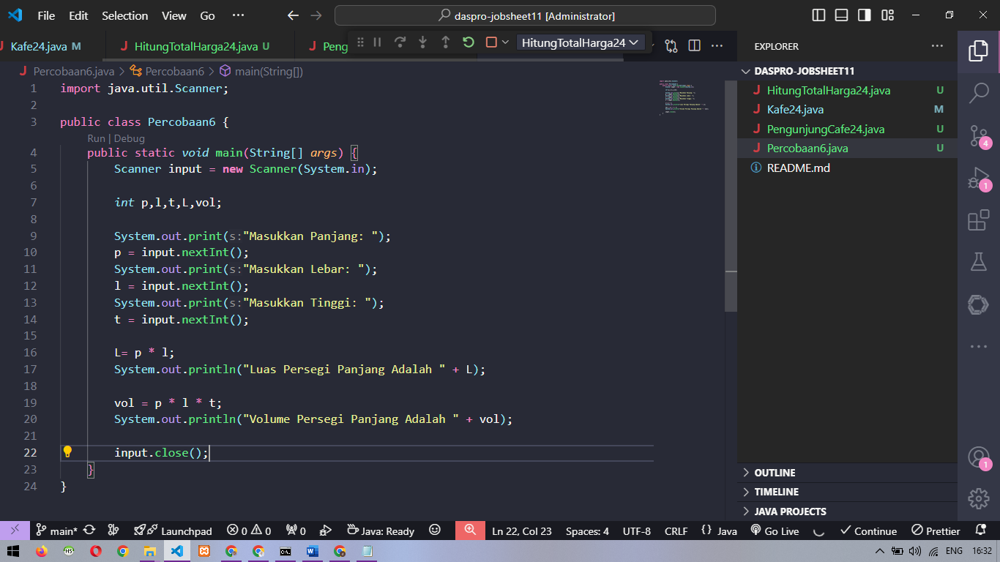 File Edit Selection View Go ··· daspro-jobsheet11 [Administrator]
Kafe24.java M HitungTotalHarga24.java U Peng HitungTotalHarga24
Percobaan6.java > Percobaan6 > main(String[])
1 import java.util.Scanner;
2
3 public class Percobaan6 {
Run | Debug
4 public static void main(String[] args) {
5 Scanner input = new Scanner(System.in);
6
7 int p,l,t,L,vol;
8
9 System.out.print(s:"Masukkan Panjang: ");
10 p = input.nextInt();
11 System.out.print(s:"Masukkan Lebar: ");
12 l = input.nextInt();
13 System.out.print(s:"Masukkan Tinggi: ");
14 t = input.nextInt();
15
16 L= p * l;
17 System.out.println("Luas Persegi Panjang Adalah " + L);
18
19 vol = p * l * t;
20 System.out.println("Volume Persegi Panjang Adalah " + vol);
21
22 input.close();
23 }
24 }
EXPLORER
DASPRO-JOBSHEET11
HitungTotalHarga24.java U
Kafe24.java M
PengunjungCafe24.java U
Percobaan6.java U
README.md
OUTLINE
TIMELINE
JAVA PROJECTS
4
1
1
main* Launchpad 0 0 0 Java: Ready Ln 22, Col 23 Spaces: 4 UTF-8 CRLF {} Java Go Live Continue Prettier
HS ENG 16:32